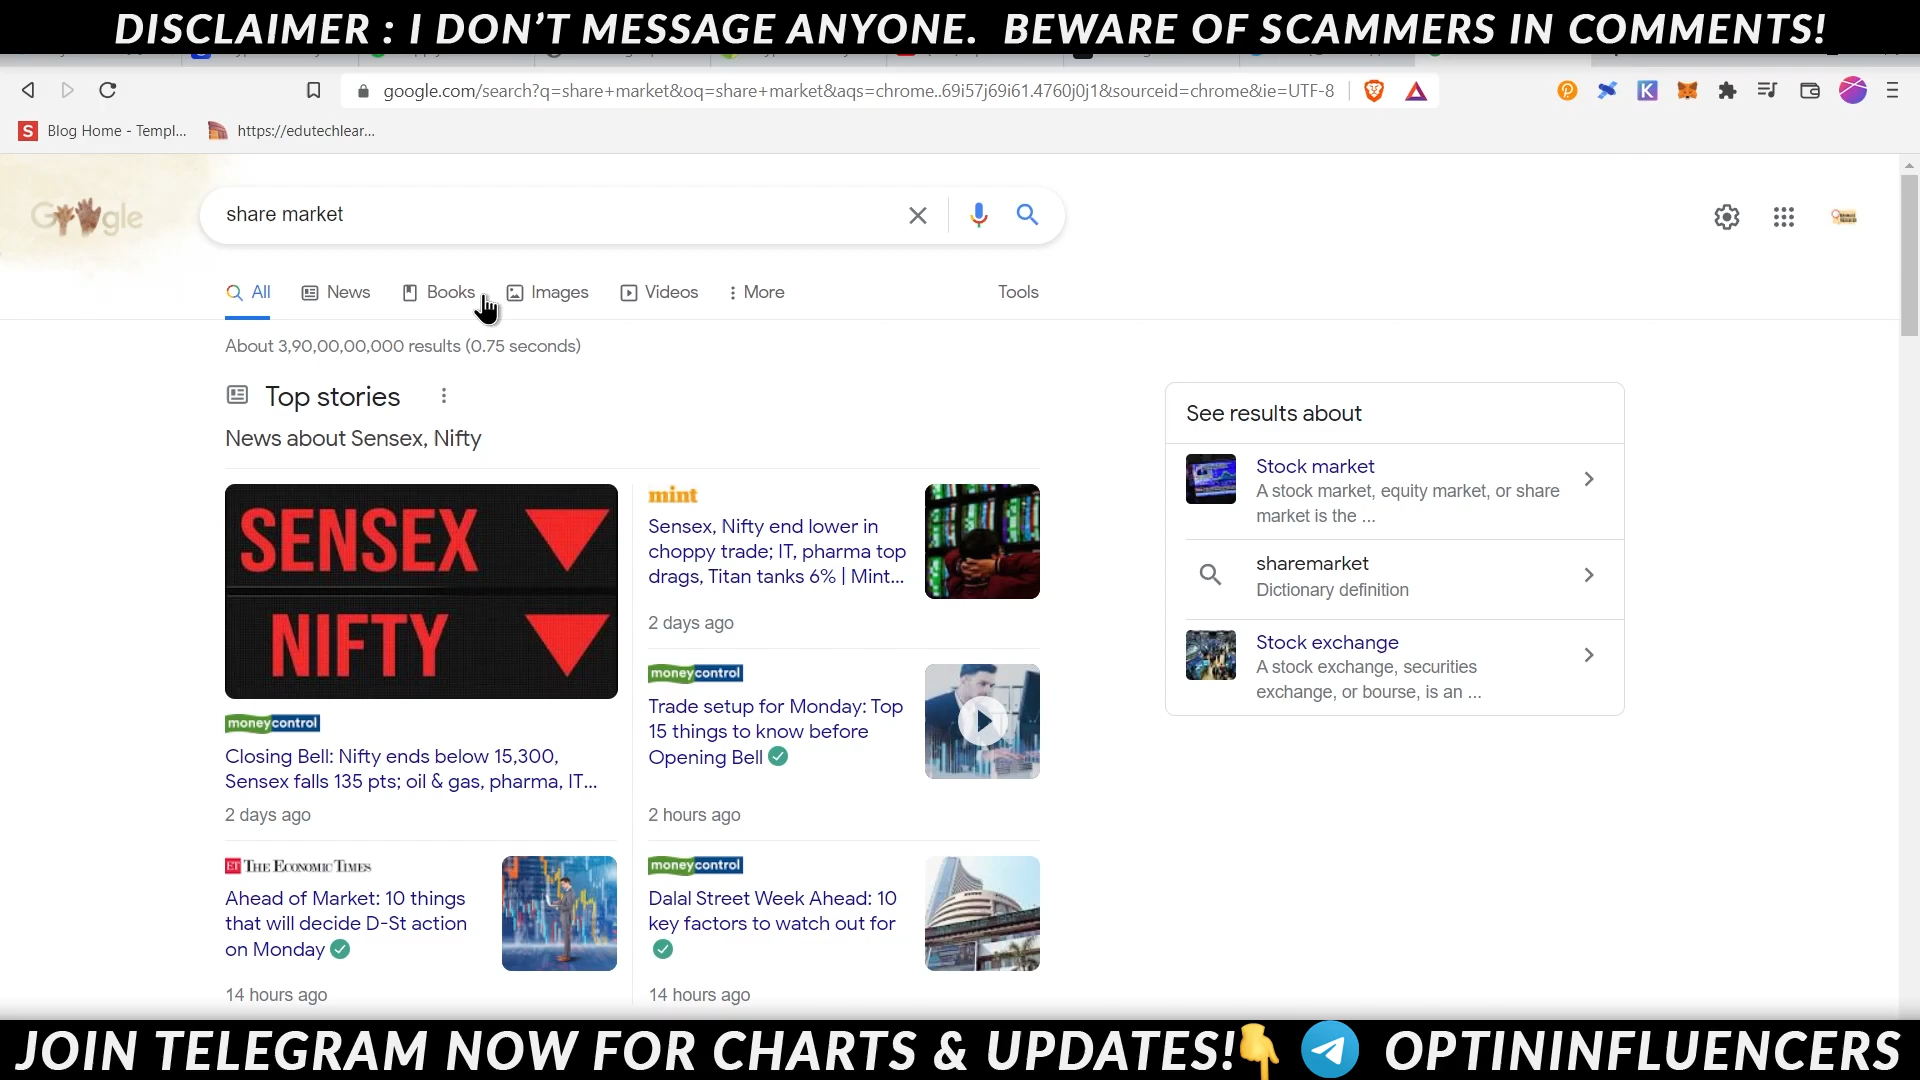 DISCLAIMER : I DON'T MESSAGE ANYONE.  BEWARE OF SCAMMERS IN COMMENTS!
google.com/search?q=share+market&oq=share+market&aqs=chrome..69i57j69i61.4760j0j1&sourceid=chrome&ie=UTF-8
Blog Home - Templ... https://edutechlear...
Google
share market
All News Books Images Videos More Tools
About 3,90,00,00,000 results (0.75 seconds)
Top stories
News about Sensex, Nifty
SENSEX
NIFTY
moneycontrol
Closing Bell: Nifty ends below 15,300,
Sensex falls 135 pts; oil & gas, pharma, IT...
2 days ago
mint
Sensex, Nifty end lower in
choppy trade; IT, pharma top
drags, Titan tanks 6% | Mint...
2 days ago
moneycontrol
Trade setup for Monday: Top
15 things to know before
Opening Bell
2 hours ago
ET THE ECONOMIC TIMES
Ahead of Market: 10 things
that will decide D-St action
on Monday
14 hours ago
moneycontrol
Dalal Street Week Ahead: 10
key factors to watch out for
14 hours ago
See results about
Stock market
A stock market, equity market, or share
market is the ...
sharemarket
Dictionary definition
Stock exchange
A stock exchange, securities
exchange, or bourse, is an ...
JOIN TELEGRAM NOW FOR CHARTS & UPDATES!👇 OPTININFLUENCERS